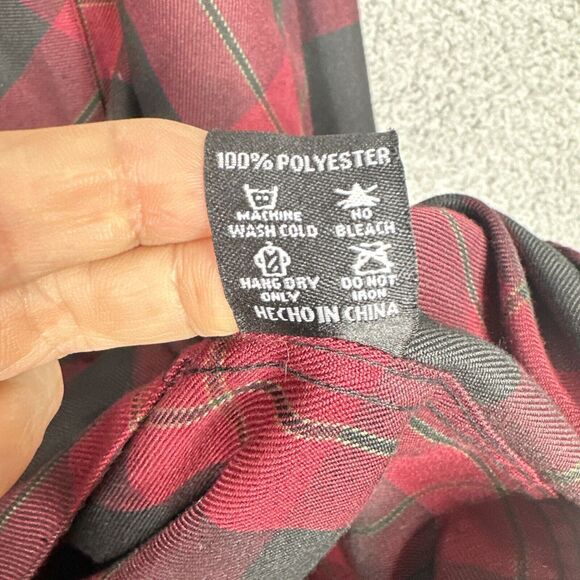 100% POLYESTER
MACHINE WASH COLD
NO BLEACH
HANG DRY ONLY
DO NOT IRON
HECHO IN CHINA